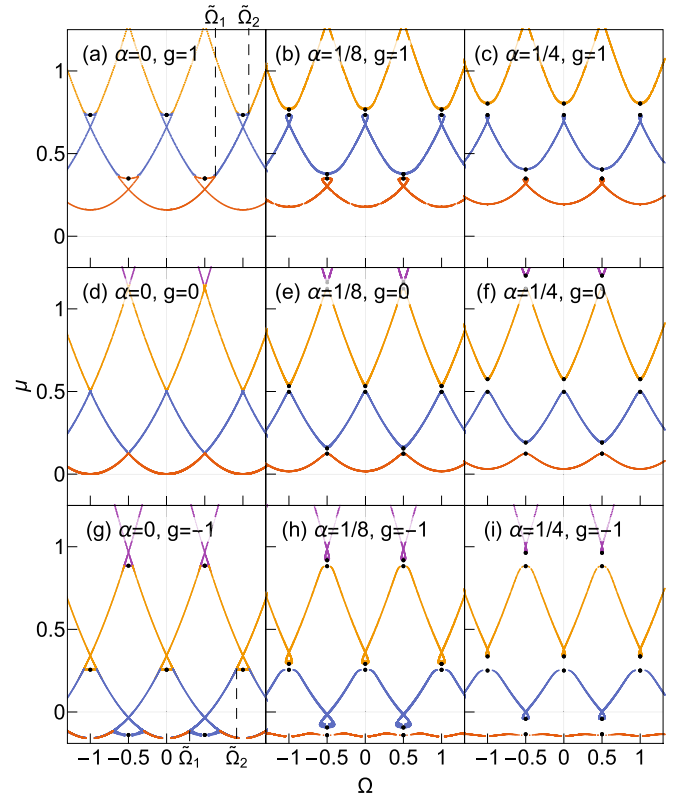 Ω̃₁ Ω̃₂
(a) α=0, g=1 (b) α=1/8, g=1 (c) α=1/4, g=1
1
0.5
0
(d) α=0, g=0 (e) α=1/8, g=0 (f) α=1/4, g=0
1
μ
0.5
0
(g) α=0, g=−1 (h) α=1/8, g=−1 (i) α=1/4, g=−1
1
0.5
0
−1 −0.5 0 Ω̃₁ Ω̃₂ −1 −0.5 0 0.5 1 −1 −0.5 0 0.5 1
Ω